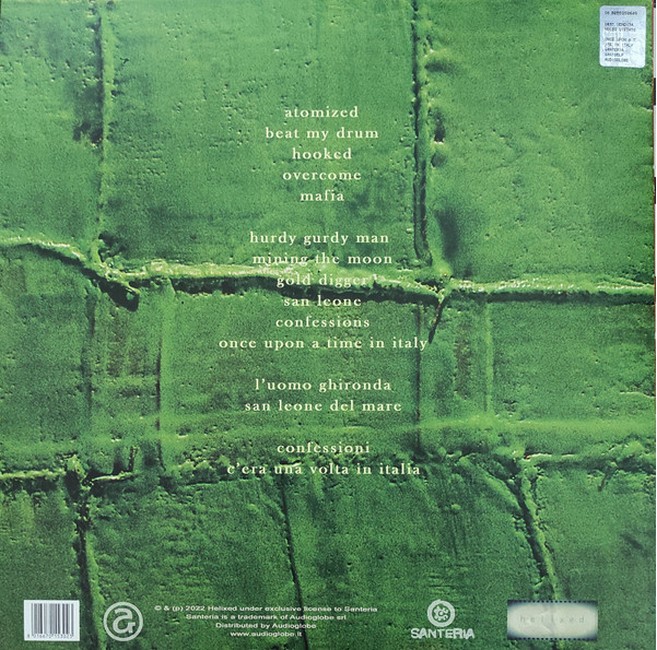 atomized
beat my drum
hooked
overcome
mafia
hurdy gurdy man
mining the moon
gold digger
san leone
confessions
once upon a time in italy
l'uomo ghironda
san leone del mare
confessioni
c'era una volta in italia
© & (p) 2022 Helixed under exclusive license to Santeria
Santeria is a trademark of Audioglobe srl
Distributed by Audioglobe
www.audioglobe.it
SANTERIA
helixed